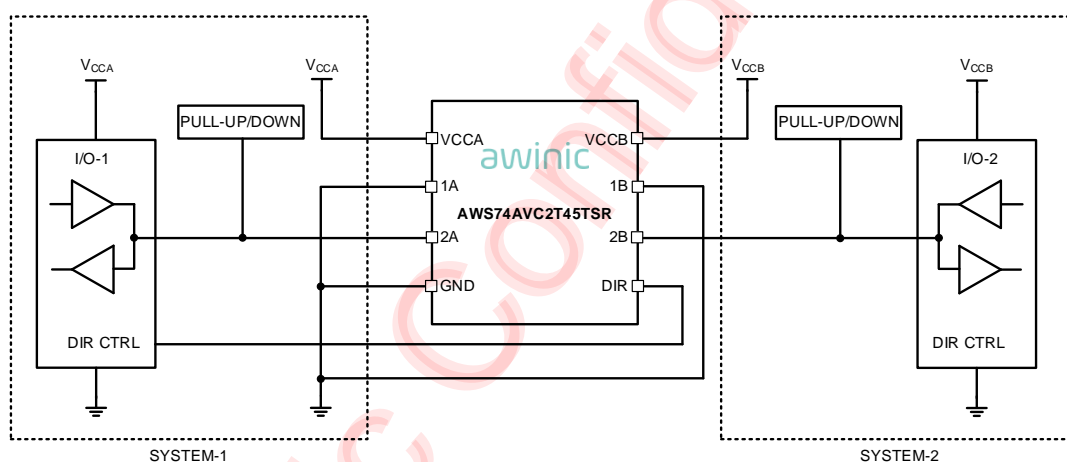 VCCA
VCCA
VCCB
VCCB
PULL-UP/DOWN
PULL-UP/DOWN
I/O-1
VCCA
VCCB
I/O-2
awinic
1A
1B
AWS74AVC2T45TSR
2A
2B
GND
DIR
DIR CTRL
DIR CTRL
SYSTEM-1
SYSTEM-2
c Confid